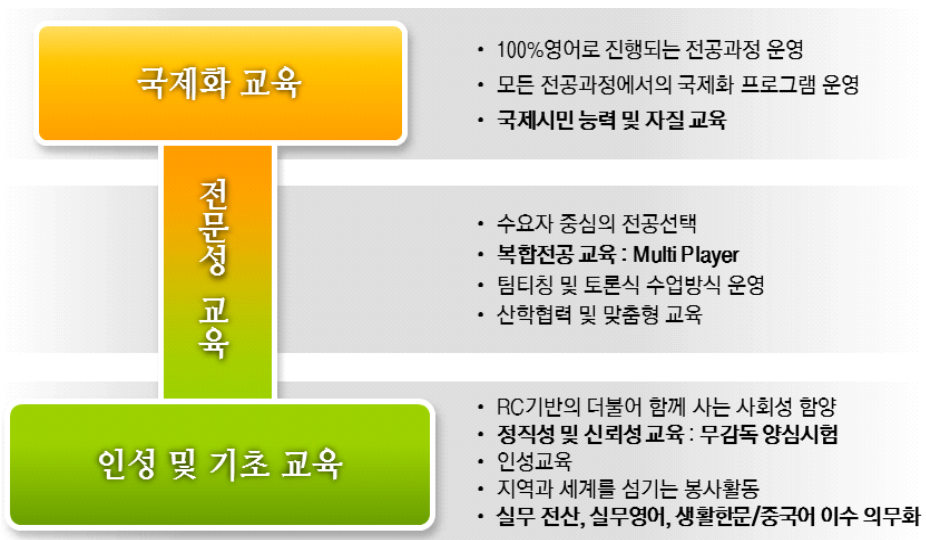 국제화 교육
• 100%영어로 진행되는 전공과정 운영
• 모든 전공과정에서의 국제화 프로그램 운영
• 국제시민 능력 및 자질 교육
전문성 교육
• 수요자 중심의 전공선택
• 복합전공 교육 : Multi Player
• 팀티칭 및 토론식 수업방식 운영
• 산학협력 및 맞춤형 교육
인성 및 기초 교육
• RC기반의 더불어 함께 사는 사회성 함양
• 정직성 및 신뢰성 교육 : 무감독 양심시험
• 인성교육
• 지역과 세계를 섬기는 봉사활동
• 실무 전산, 실무영어, 생활한문/중국어 이수 의무화